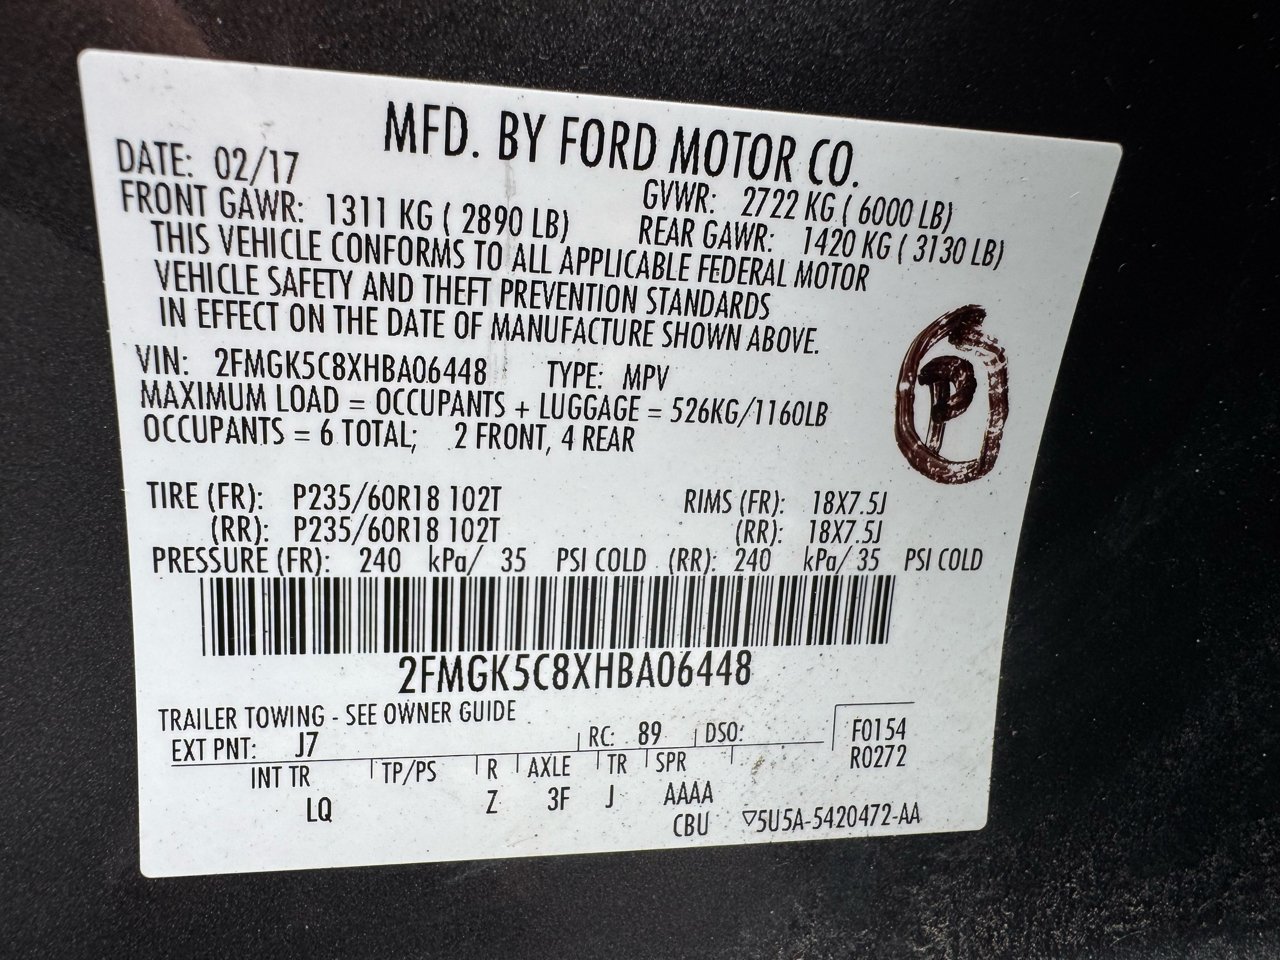 MFD. BY FORD MOTOR CO.
DATE: 02/17 GVWR: 2722 KG ( 6000 LB)
FRONT GAWR: 1311 KG ( 2890 LB) REAR GAWR: 1420 KG ( 3130 LB)
THIS VEHICLE CONFORMS TO ALL APPLICABLE FEDERAL MOTOR
VEHICLE SAFETY AND THEFT PREVENTION STANDARDS
IN EFFECT ON THE DATE OF MANUFACTURE SHOWN ABOVE.
VIN: 2FMGK5C8XHBA06448 TYPE: MPV
MAXIMUM LOAD = OCCUPANTS + LUGGAGE = 526KG/1160LB
OCCUPANTS = 6 TOTAL; 2 FRONT, 4 REAR
P
TIRE (FR): P235/60R18 102T RIMS (FR): 18X7.5J
(RR): P235/60R18 102T (RR): 18X7.5J
PRESSURE (FR): 240 kPa/ 35 PSI COLD (RR): 240 kPa/ 35 PSI COLD
2FMGK5C8XHBA06448
TRAILER TOWING - SEE OWNER GUIDE
EXT PNT: J7 RC: 89 DSO: F0154
R0272
INT TR TP/PS R AXLE TR SPR
LQ Z 3F J AAAA
CBU ▽5U5A-5420472-AA